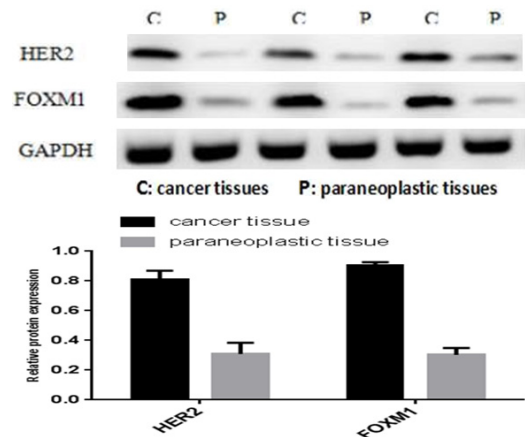 C P C P C P
HER2
FOXM1
GAPDH
C: cancer tissues P: paraneoplastic tissues
cancer tissue
paraneoplastic tissue
Relative protein expression
1.0
0.8
0.6
0.4
0.2
0.0
HER2 FOXM1